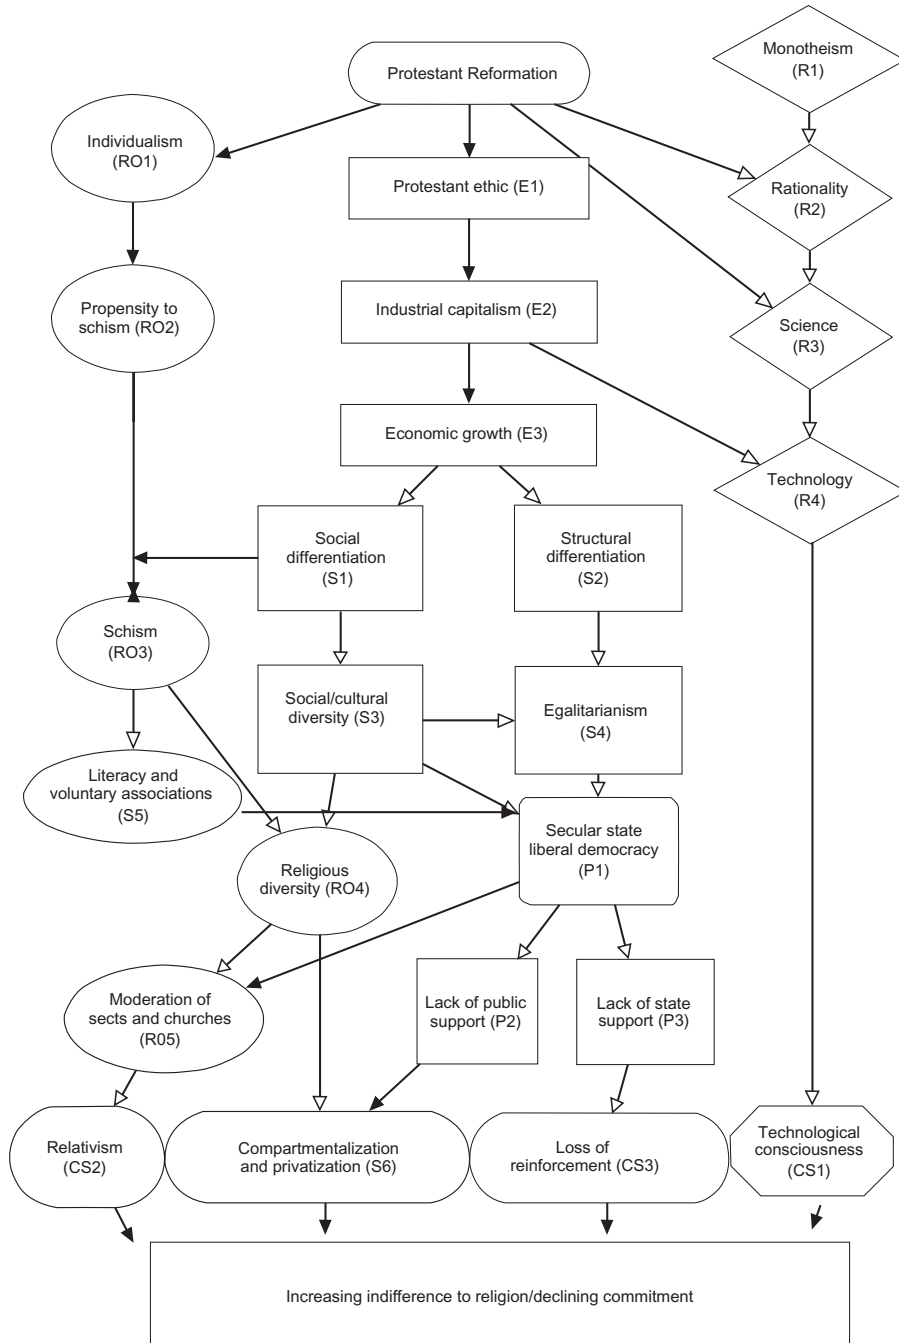 Monotheism
(R1)
Protestant Reformation
Individualism
(RO1)
Protestant ethic (E1)
Rationality
(R2)
Propensity to
schism (RO2)
Industrial capitalism (E2)
Science
(R3)
Economic growth (E3)
Technology
(R4)
Social
differentiation
(S1)
Structural
differentiation
(S2)
Schism
(RO3)
Social/cultural
diversity (S3)
Egalitarianism
(S4)
Literacy and
voluntary associations
(S5)
Secular state
liberal democracy
(P1)
Religious
diversity (RO4)
Moderation of
sects and churches
(R05)
Lack of public
support (P2)
Lack of state
support (P3)
Relativism
(CS2)
Compartmentalization
and privatization (S6)
Loss of
reinforcement (CS3)
Technological
consciousness
(CS1)
Increasing indifference to religion/declining commitment